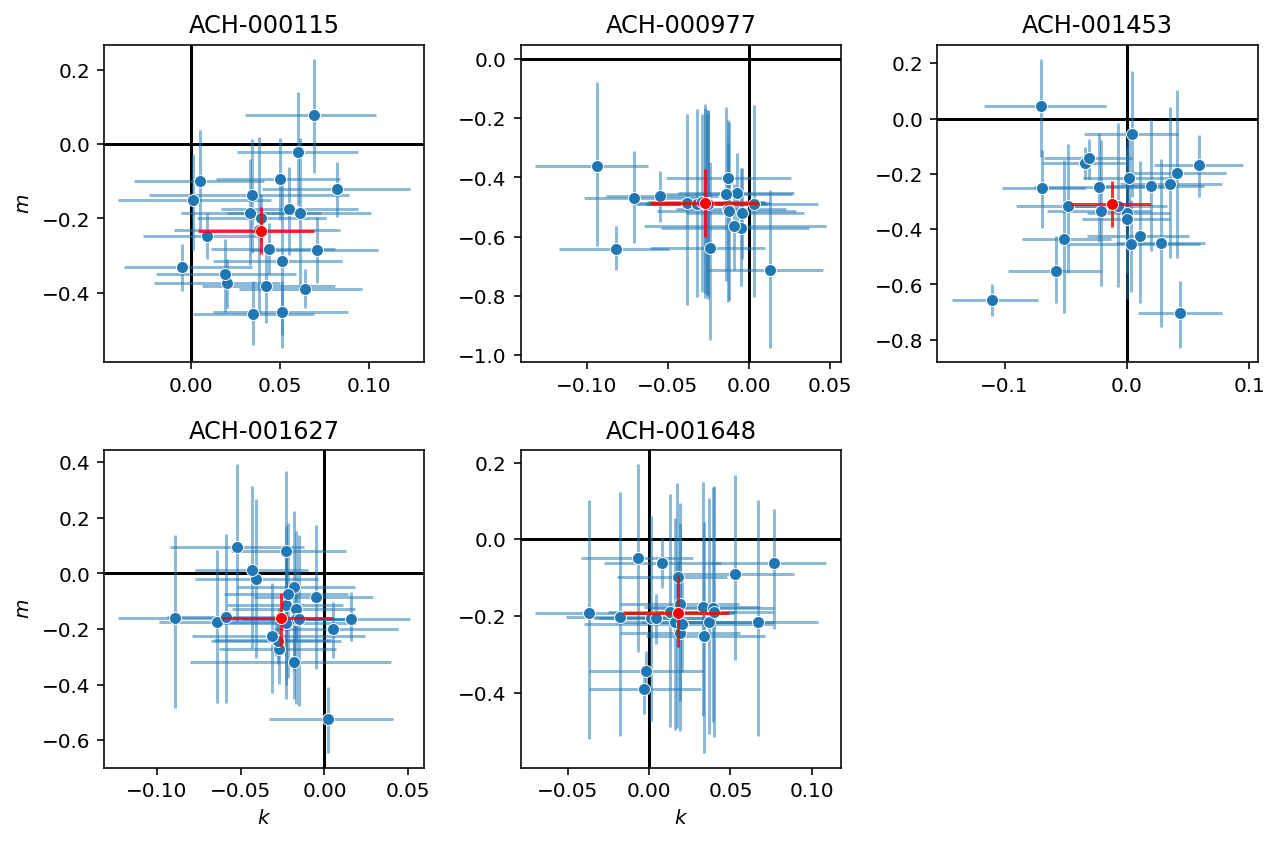 ACH-000115 ACH-000977 ACH-001453
0.2 0.0 −0.2 −0.4
m
0.00 0.05 0.10
0.0 −0.2 −0.4 −0.6 −0.8 −1.0
−0.10 −0.05 0.00 0.05
0.2 0.0 −0.2 −0.4 −0.6 −0.8
−0.1 0.0 0.1
ACH-001627 ACH-001648
0.4 0.2 0.0 −0.2 −0.4 −0.6
m
−0.10 −0.05 0.00 0.05
k
0.2 0.0 −0.2 −0.4
−0.05 0.00 0.05 0.10
k